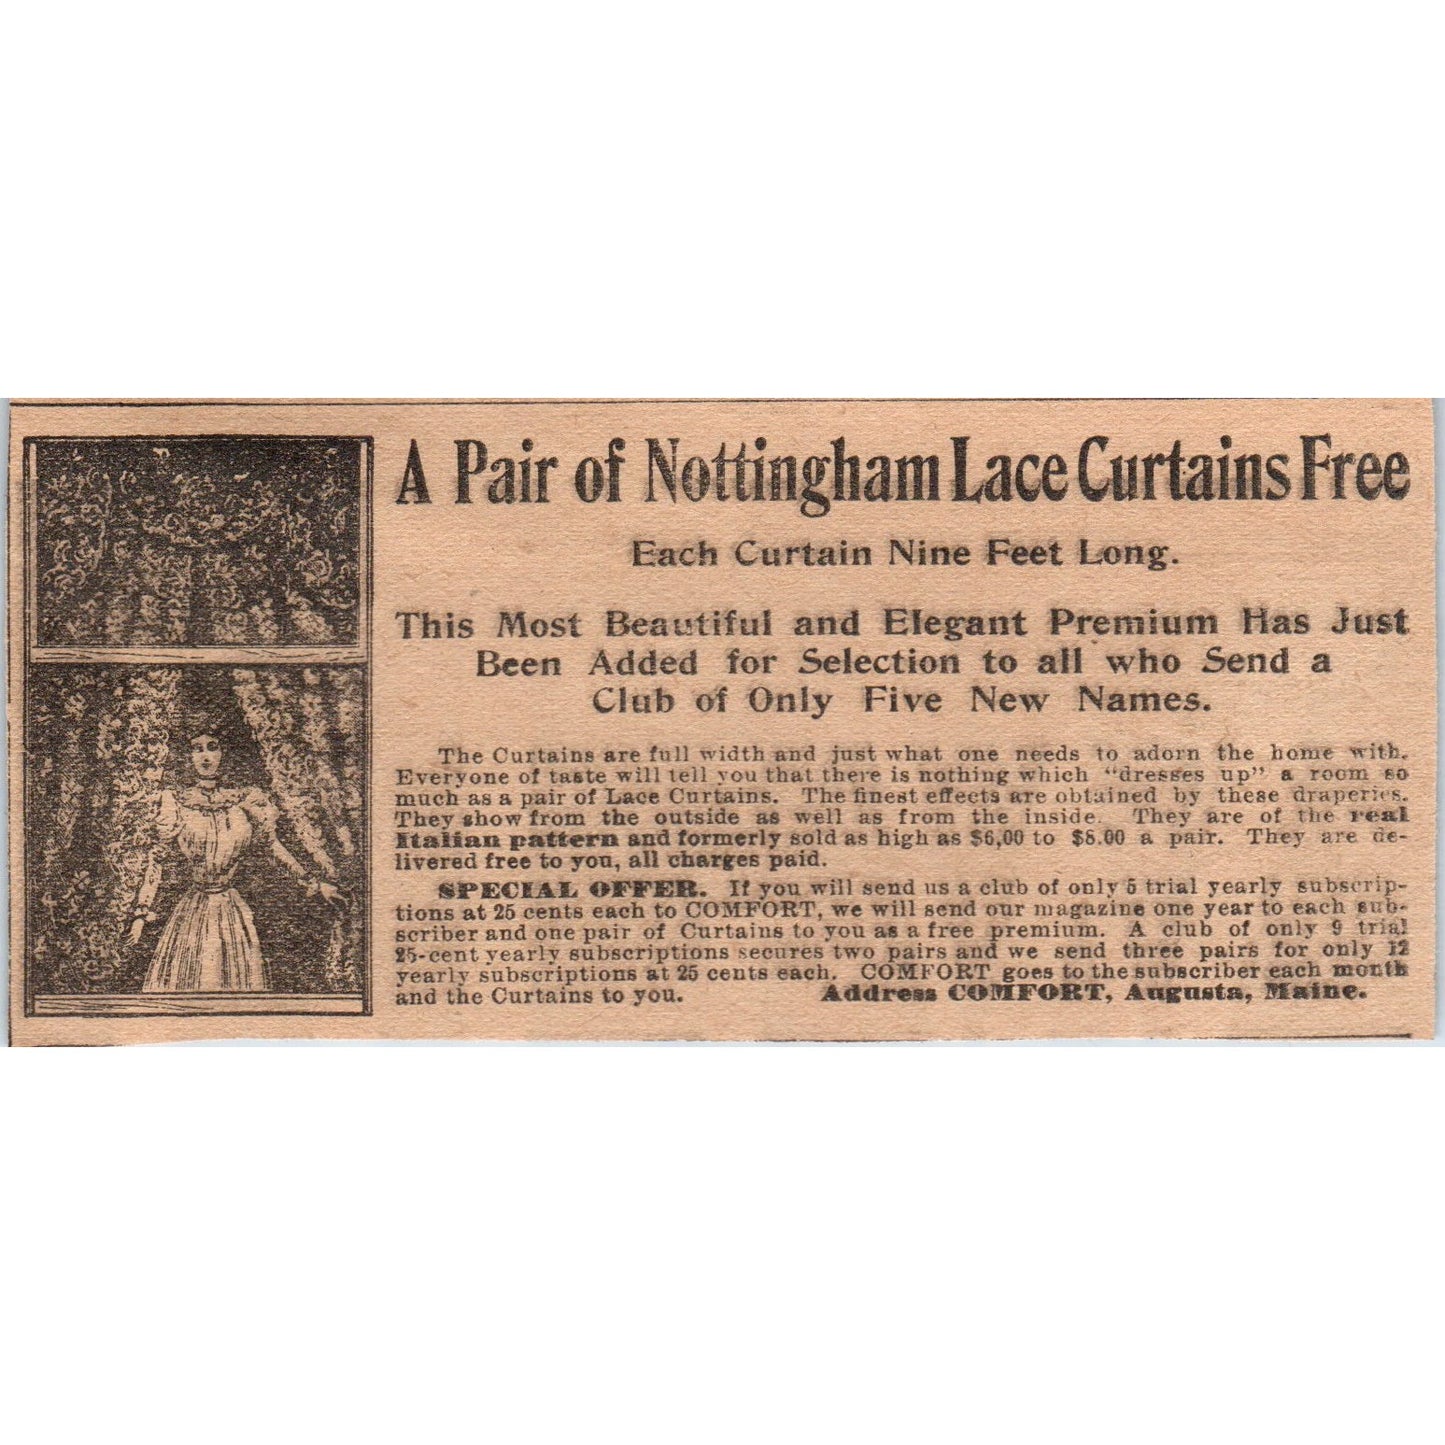 A Pair of Nottingham Lace Curtains Free
Each Curtain Nine Feet Long.
This Most Beautiful and Elegant Premium Has Just
Been Added for Selection to all who Send a
Club of Only Five New Names.
The Curtains are full width and just what one needs to adorn the home with.
Everyone of taste will tell you that there is nothing which "dresses up" a room so
much as a pair of Lace Curtains. The finest effects are obtained by these draperies.
They show from the outside as well as from the inside. They are of the real
Italian pattern and formerly sold as high as $6,00 to $8.00 a pair. They are de-
livered free to you, all charges paid.
SPECIAL OFFER. If you will send us a club of only 5 trial yearly subscrip-
tions at 25 cents each to COMFORT, we will send our magazine one year to each sub-
scriber and one pair of Curtains to you as a free premium. A club of only 9 trial
25-cent yearly subscriptions secures two pairs and we send three pairs for only 12
yearly subscriptions at 25 cents each. COMFORT goes to the subscriber each month
and the Curtains to you. Address COMFORT, Augusta, Maine.